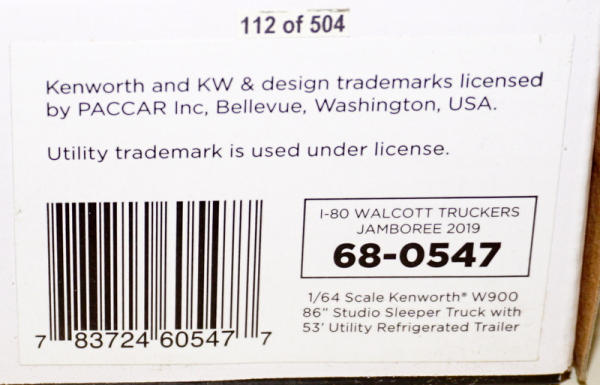 112 of 504
Kenworth and KW & design trademarks licensed
by PACCAR Inc, Bellevue, Washington, USA.
Utility trademark is used under license.
I-80 WALCOTT TRUCKERS
JAMBOREE 2019
68-0547
1/64 Scale Kenworth® W900
86" Studio Sleeper Truck with
53' Utility Refrigerated Trailer
7 83724 60547 7